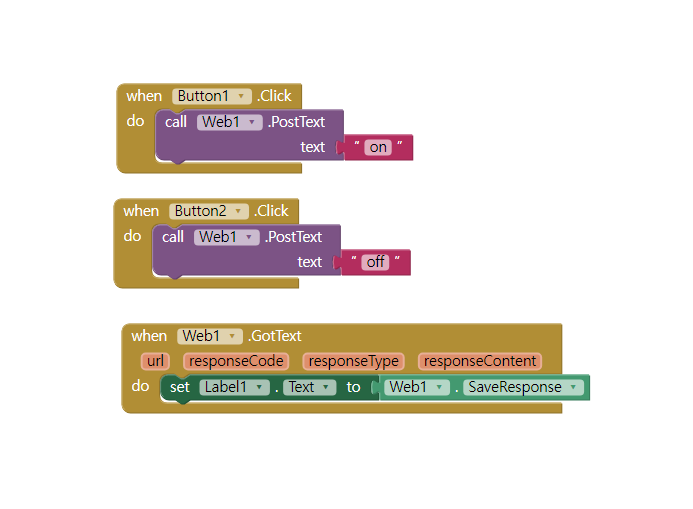 when Button1 .Click
do call Web1 .PostText
text " on "
when Button2 .Click
do call Web1 .PostText
text " off "
when Web1 .GotText
url responseCode responseType responseContent
do set Label1 . Text to Web1 . SaveResponse